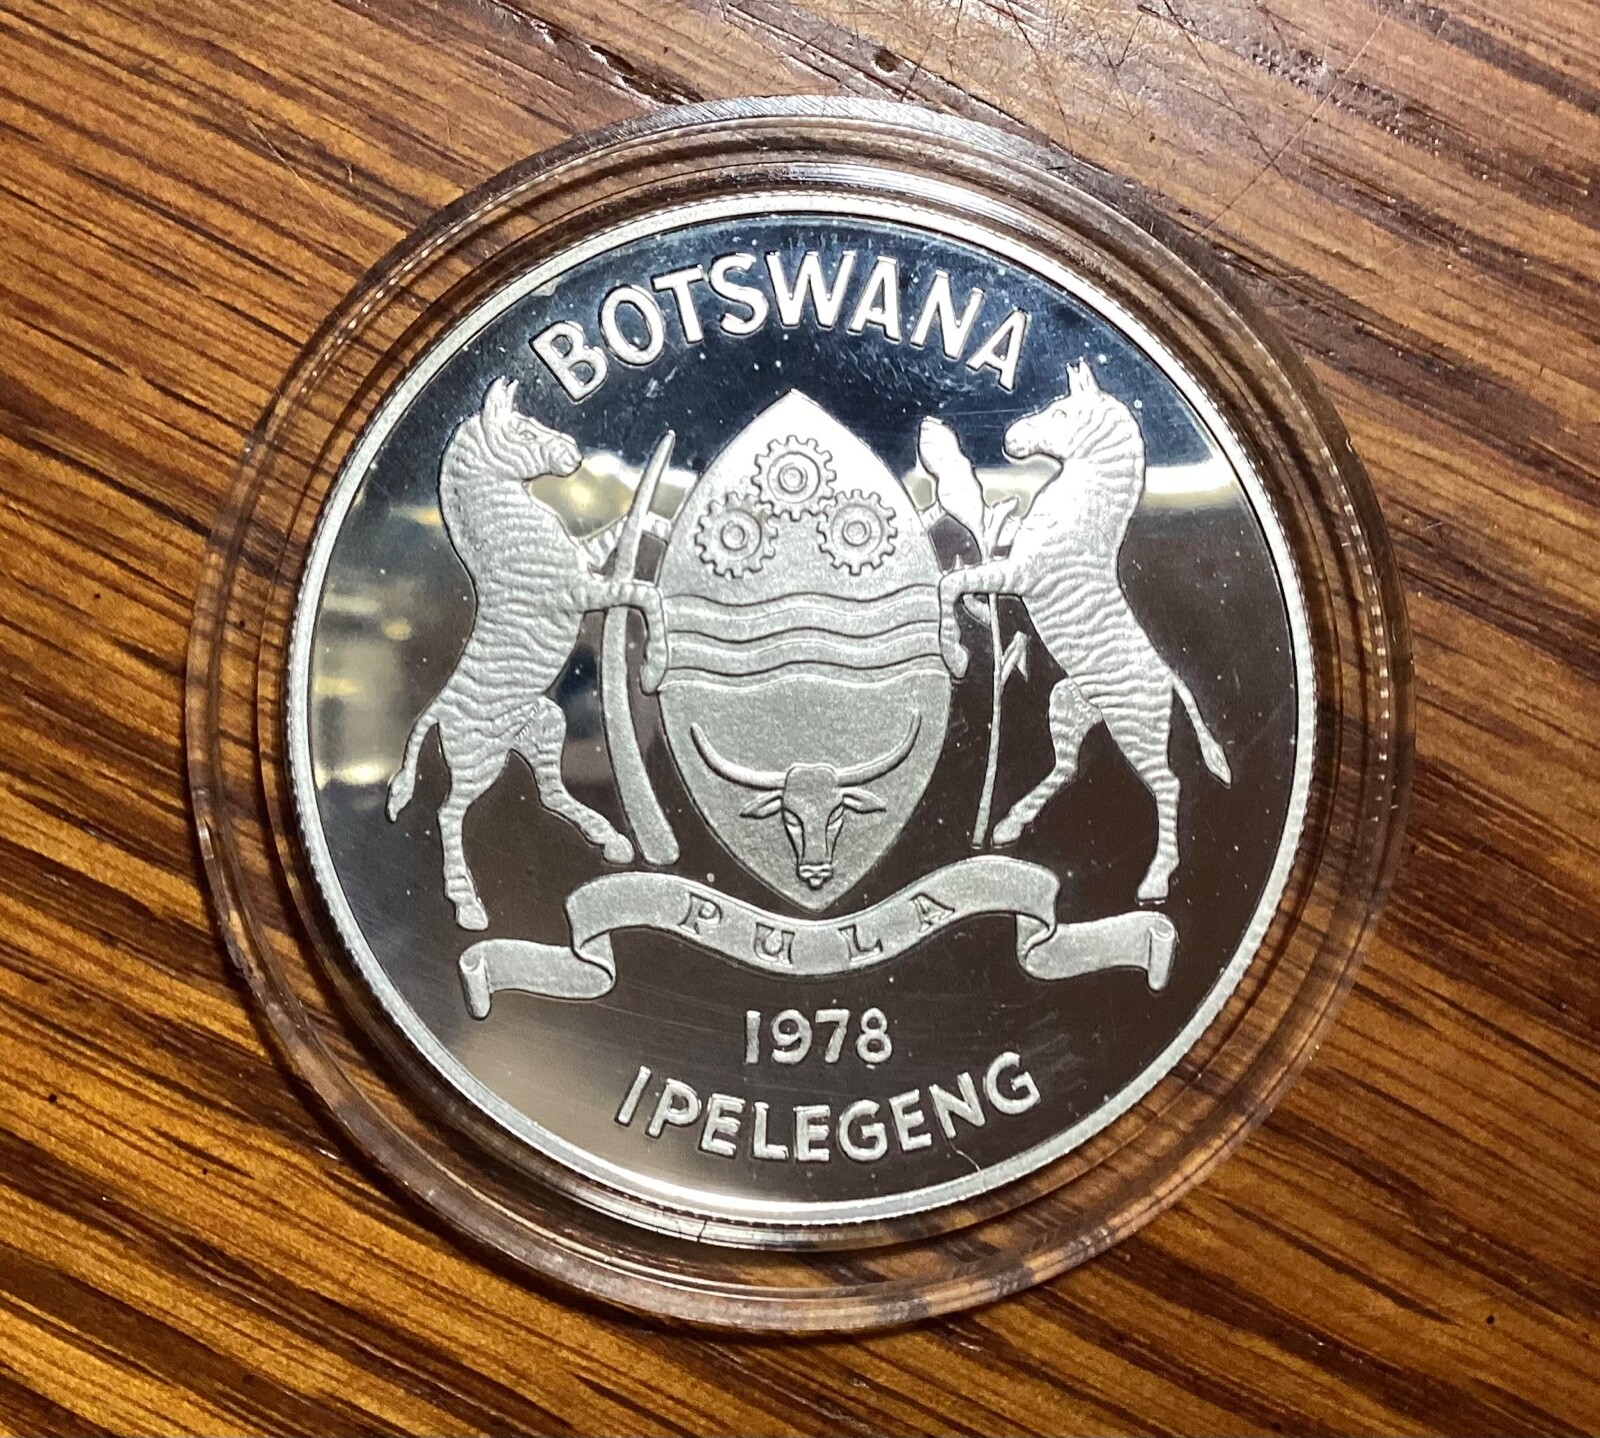 BOTSWANA
PULA
1978
IPELEGENG